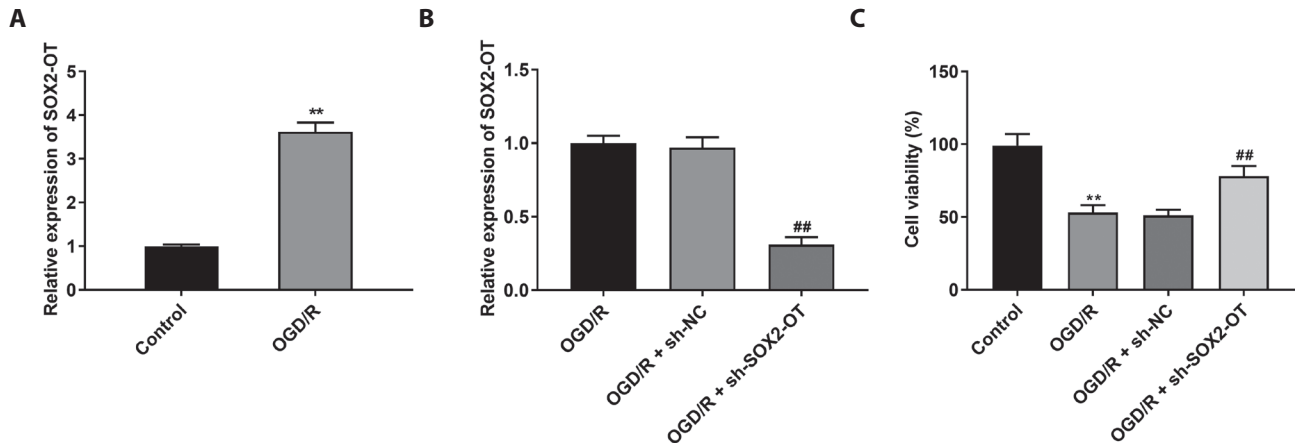 A
Relative expression of SOX2-OT
5
4
3
2
1
0
**
Control
OGD/R
B
Relative expression of SOX2-OT
1.5
1.0
0.5
0.0
##
OGD/R
OGD/R + sh-NC
OGD/R + sh-SOX2-OT
C
Cell viability (%)
150
100
50
0
**
##
Control
OGD/R
OGD/R + sh-NC
OGD/R + sh-SOX2-OT